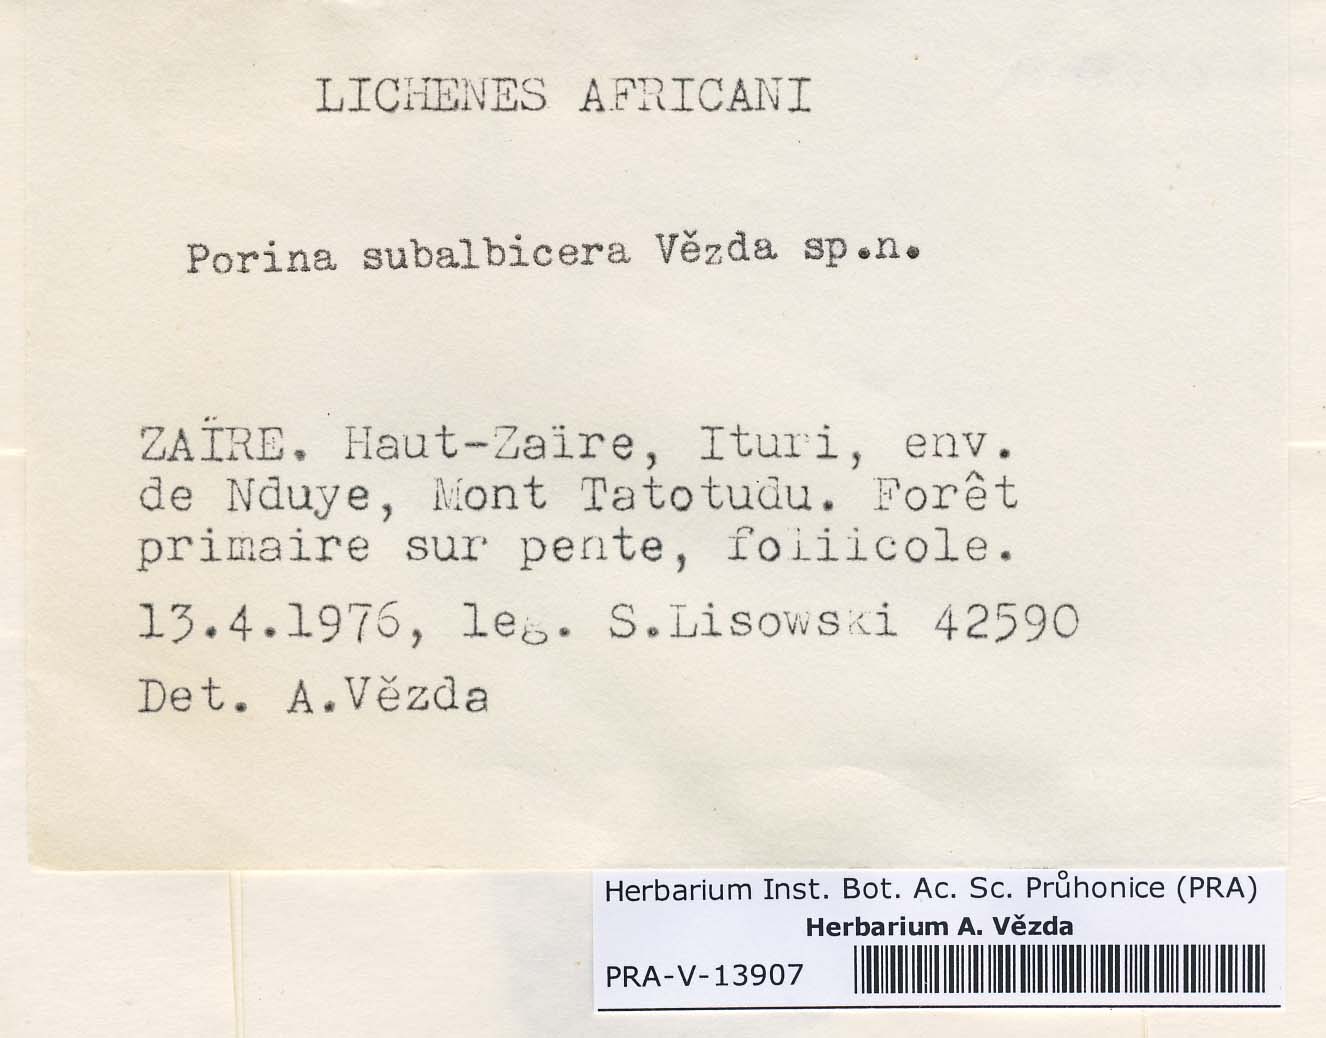 LICHENES AFRICANI
Porina subalbicera Vězda sp.n.
ZAÏRE. Haut-Zaïre, Ituri, env.
de Nduye, Mont Tatotudu. Forêt
primaire sur pente, foliicole.
13.4.1976, leg. S.Lisowski 42590
Det. A.Vězda
Herbarium Inst. Bot. Ac. Sc. Průhonice (PRA)
Herbarium A. Vězda
PRA-V-13907